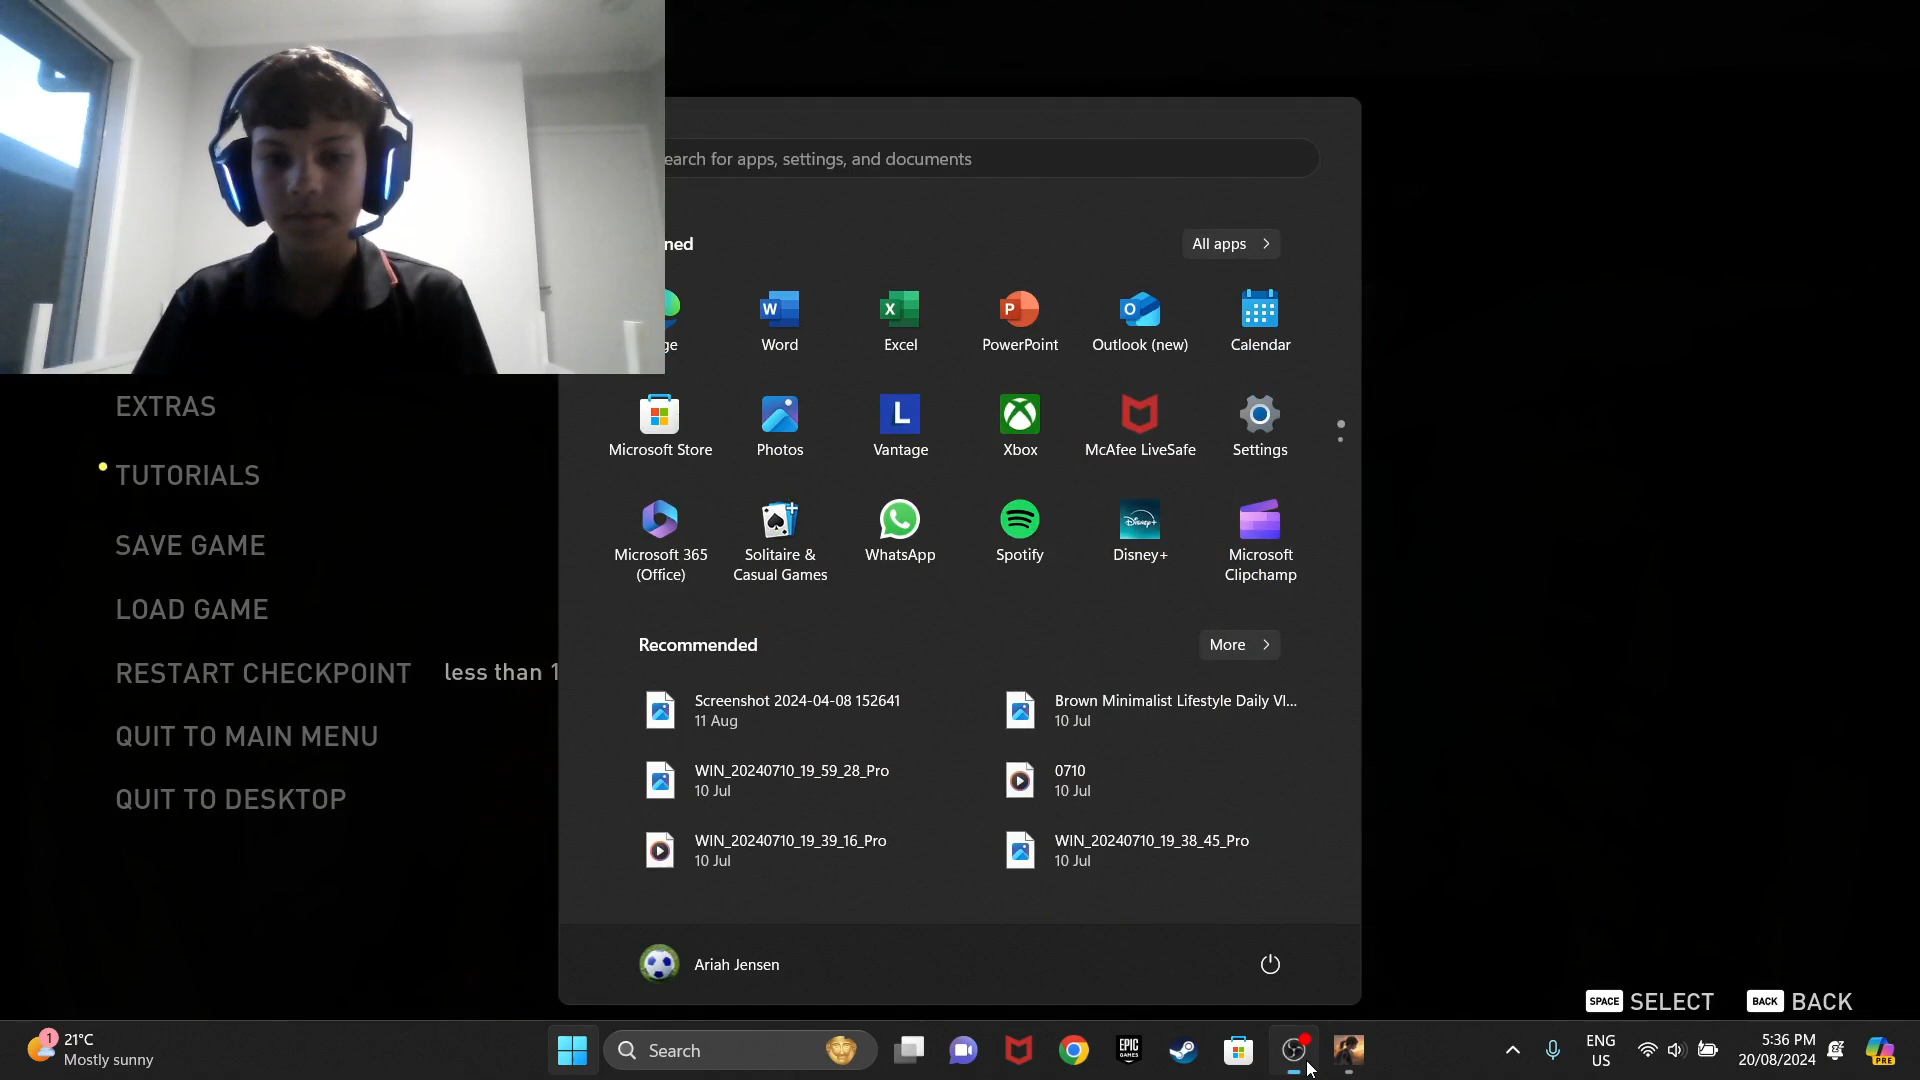 earch for apps, settings, and documents
ned
All apps
ge
Word
Excel
PowerPoint
Outlook (new)
Calendar
Microsoft Store
Photos
Vantage
Xbox
McAfee LiveSafe
Settings
Microsoft 365
(Office)
Solitaire &
Casual Games
WhatsApp
Spotify
Disney+
Microsoft
Clipchamp
Recommended
More
Screenshot 2024-04-08 152641
11 Aug
Brown Minimalist Lifestyle Daily Vl...
10 Jul
WIN_20240710_19_59_28_Pro
10 Jul
0710
10 Jul
WIN_20240710_19_39_16_Pro
10 Jul
WIN_20240710_19_38_45_Pro
10 Jul
Ariah Jensen
EXTRAS
TUTORIALS
SAVE GAME
LOAD GAME
RESTART CHECKPOINT less than 1
QUIT TO MAIN MENU
QUIT TO DESKTOP
SPACE SELECT BACK BACK
1
21°C
Mostly sunny
Search
EPIC
GAMES
ENG
US
5:36 PM
20/08/2024
PRE